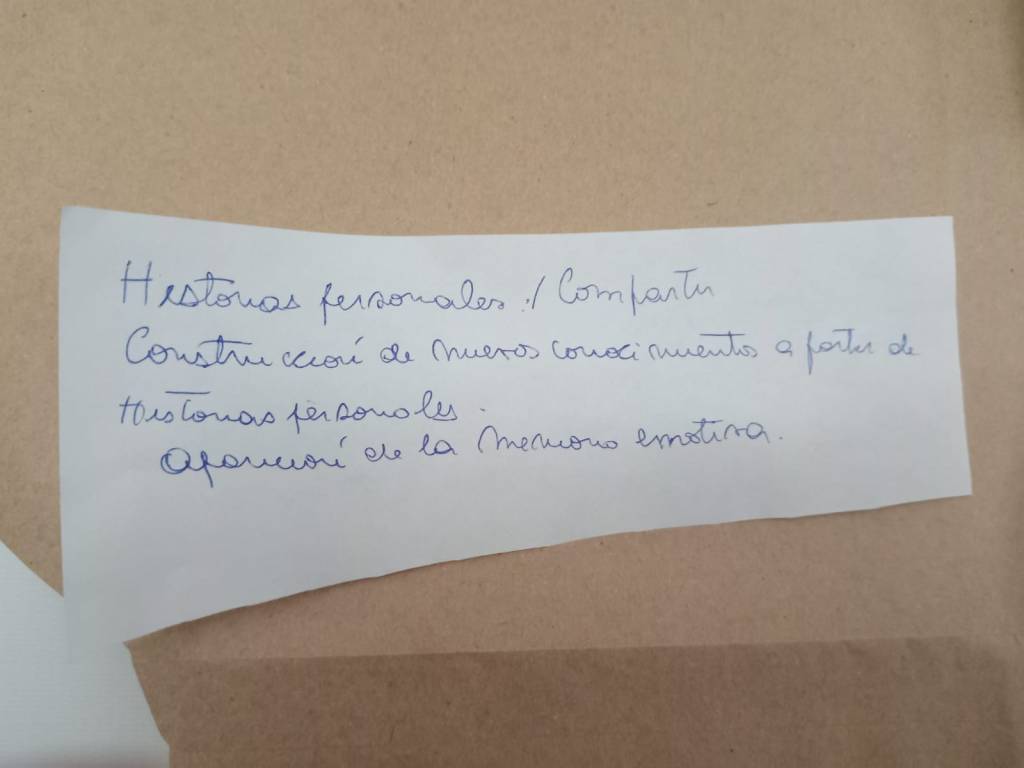 Historias personales :/ Compartir
Construcción de nuevos conocimientos a partir de
Historias personales.
Aparición de la memoria emotiva.